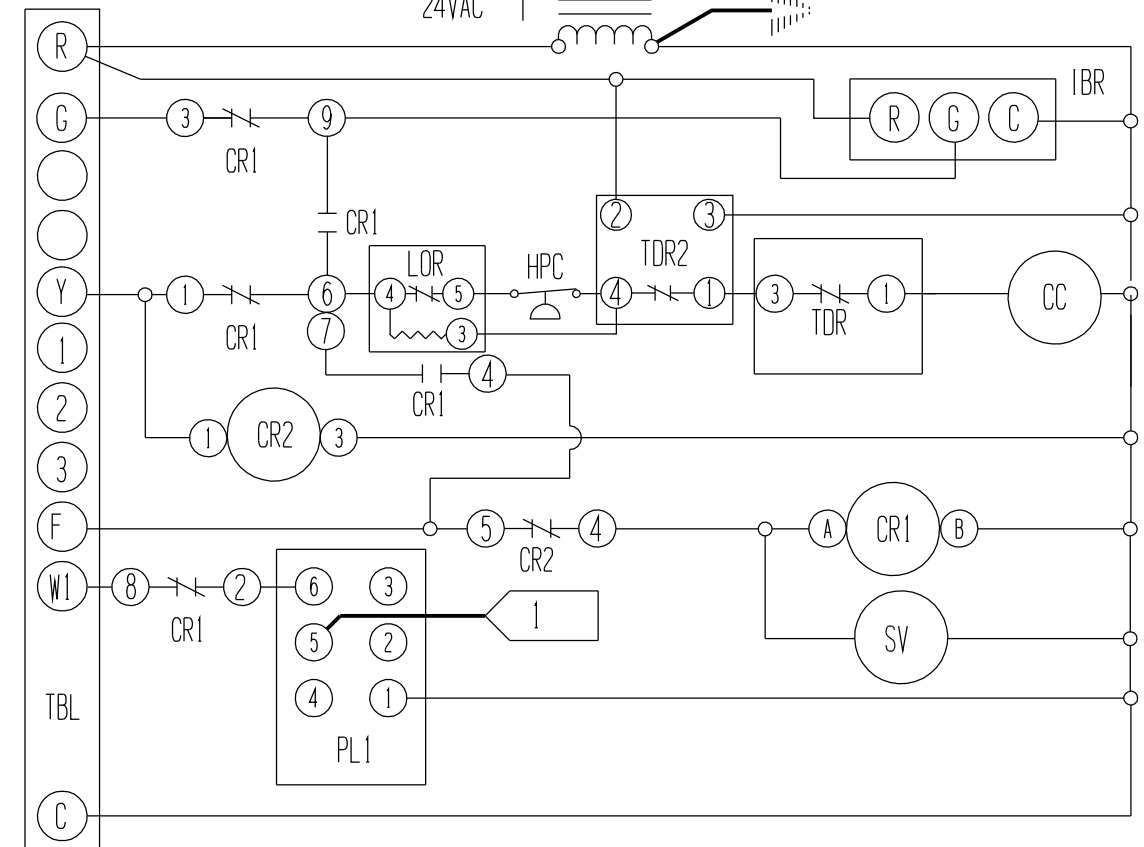 24VAC
R
IBR
R G C
G 3 9
CR1
CR1
2 3
TDR2
LOR HPC
Y 1 6 4 5 4 1 3 1 CC
CR1 TDR
7 3
1
4
CR1
2
1 CR2 3
3
F 5 4 A CR1 B
CR2
W1 8 2 6 3
CR1
1
5 2 SV
4 1
TBL
PL1
C